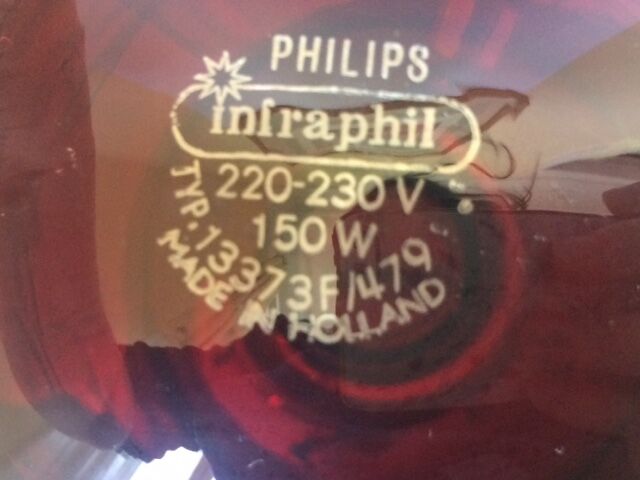 PHILIPS
infraphil
220-230 V
150 W
TYP. 13373F/479
MADE IN HOLLAND